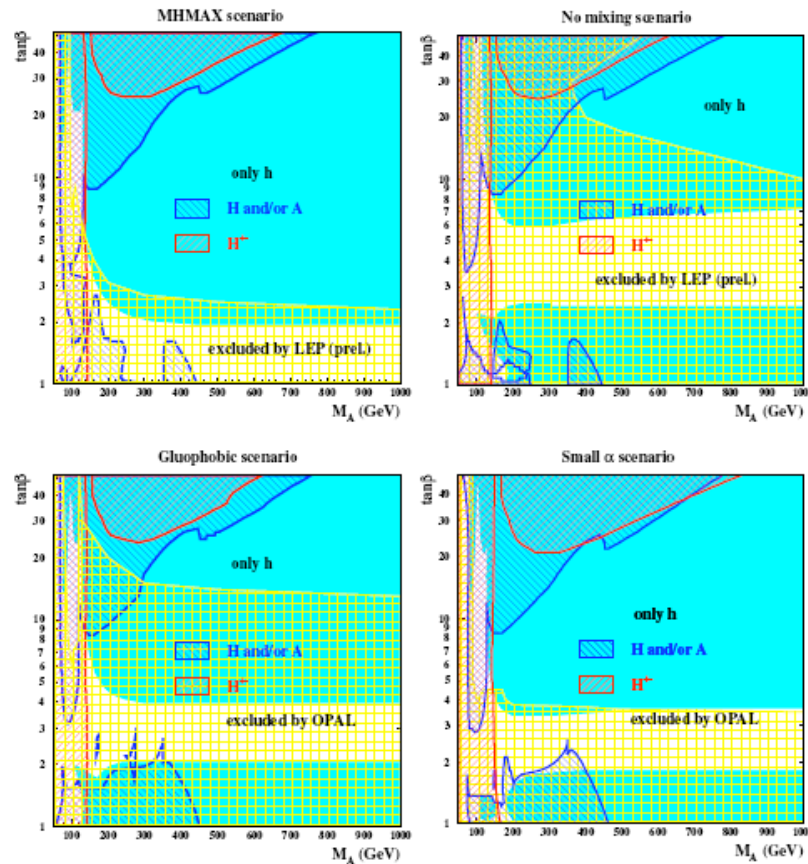 MHMAX scenario
tanβ
40
30
20
10
9
8
7
6
5
4
3
2
1
only h
H and/or A
H⁺⁻
excluded by LEP (prel.)
100 200 300 400 500 600 700 800 900 1000
M_A (GeV)
No mixing scenario
tanβ
40
30
20
10
9
8
7
6
5
4
3
2
1
only h
H and/or A
excluded by LEP (prel.)
100 200 300 400 500 600 700 800 900 100
M_A (GeV)
Gluophobic scenario
tanβ
40
30
20
10
9
8
7
6
5
4
3
2
1
only h
H and/or A
excluded by OPAL
100 200 300 400 500 600 700 800 900 1000
M_A (GeV)
Small α scenario
tanβ
40
30
20
10
9
8
7
6
5
4
3
2
1
only h
H and/or A
excluded by OPAL
100 200 300 400 500 600 700 800 900 100
M_A (GeV)